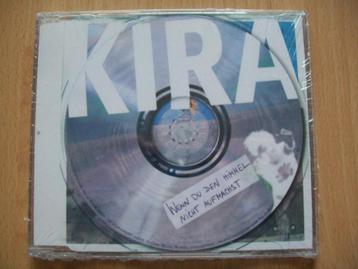 KIRA
WENN DU DEN HIMMEL
NICHT AUFMACHST